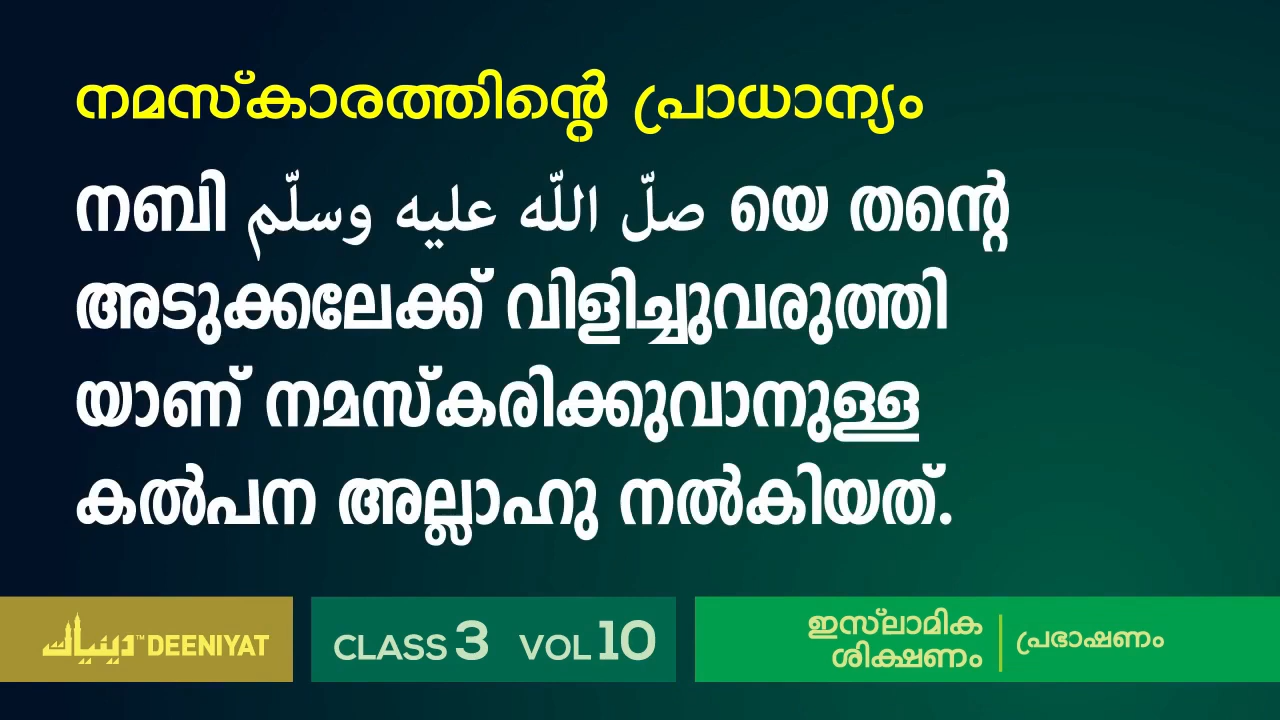 നമസ്കാരത്തിന്റെ പ്രാധാന്യം
നബി صلّ اللّه عليه وسلّم യെ തന്റെ
അടുക്കലേക്ക് വിളിച്ചുവരുത്തി
യാണ് നമസ്കരിക്കുവാനുള്ള
കൽപന അല്ലാഹു നൽകിയത്.
دينيات™ DEENIYAT
CLASS 3 VOL 10
ഇസ്‌ലാമിക
ശിക്ഷണം
പ്രഭാഷണം